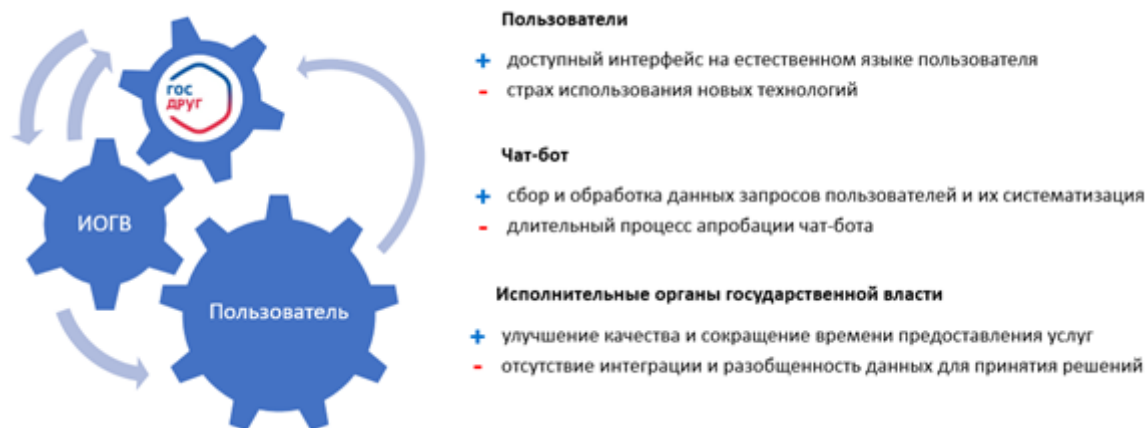 гос
друг
ИОГВ
Пользователь
Пользователи
+ доступный интерфейс на естественном языке пользователя
- страх использования новых технологий
Чат-бот
+ сбор и обработка данных запросов пользователей и их систематизация
- длительный процесс апробации чат-бота
Исполнительные органы государственной власти
+ улучшение качества и сокращение времени предоставления услуг
- отсутствие интеграции и разобщенность данных для принятия решений